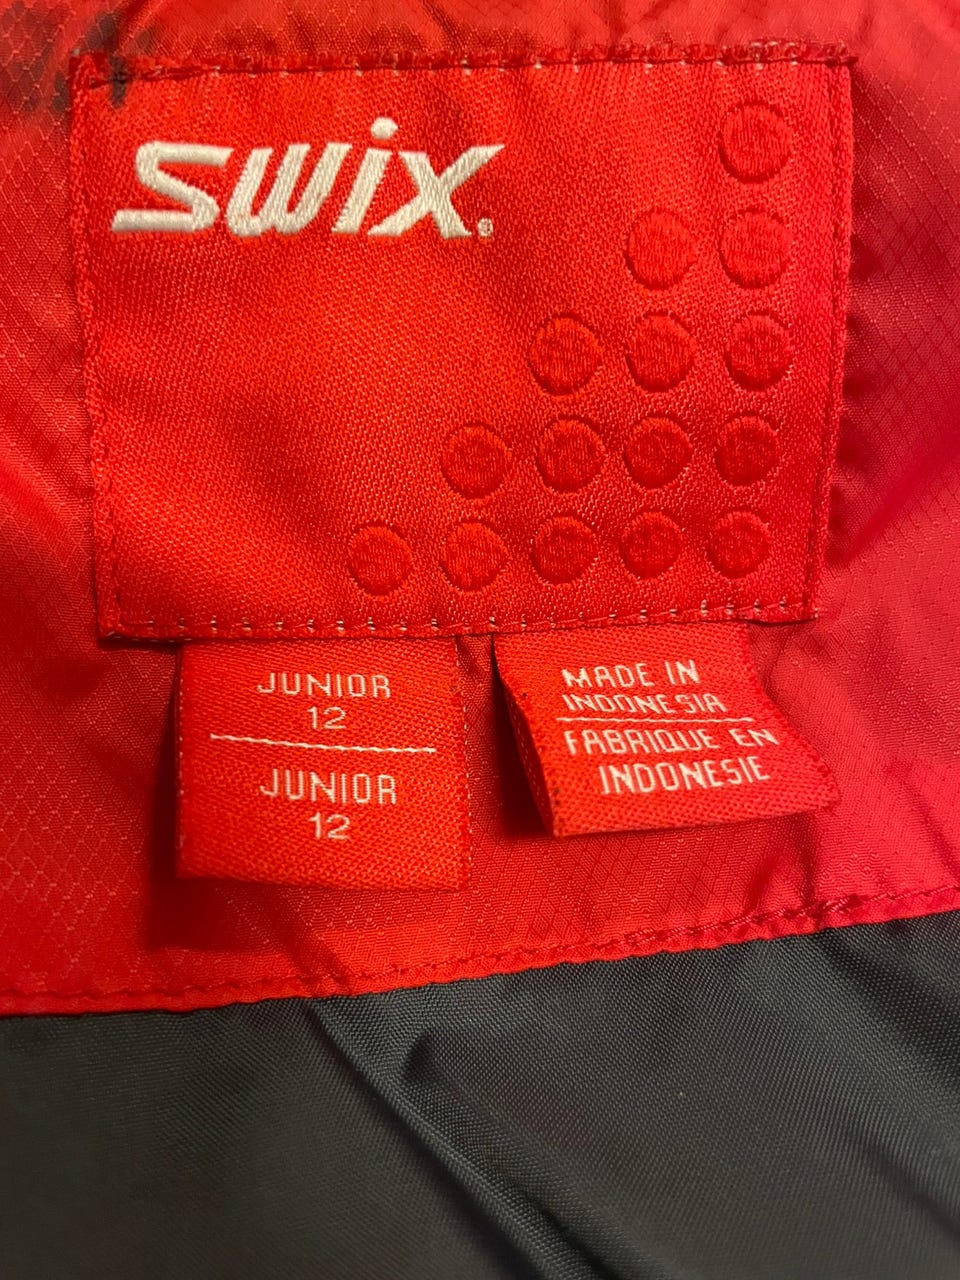 SWIX
JUNIOR
12
JUNIOR
12
MADE IN
INDONESIA
FABRIQUE EN
INDONESIE